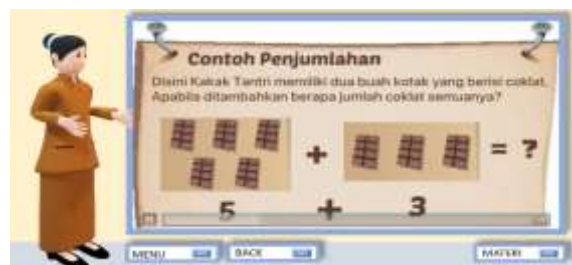 Contoh Penjumlahan
Disini Kakak Tantri memiliki dua buah kotak yang berisi coklat.
Apabila ditambahkan berapa jumlah coklat semuanya?
+ = ?
5 + 3
MENU BACK MATERI